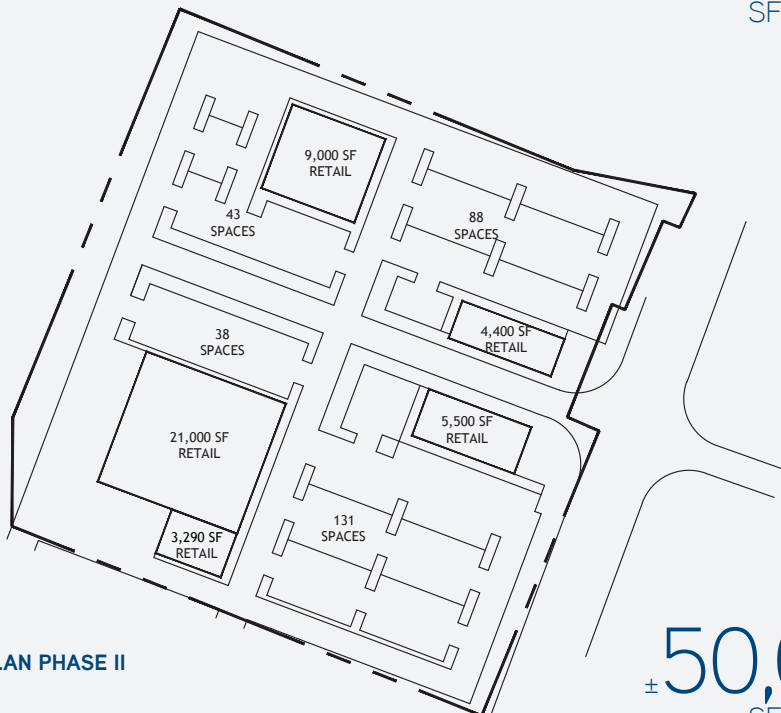 SF
9,000 SF
RETAIL
43
SPACES
88
SPACES
4,400 SF
RETAIL
38
SPACES
5,500 SF
RETAIL
21,000 SF
RETAIL
131
SPACES
3,290 SF
RETAIL
PHASE II
±50,